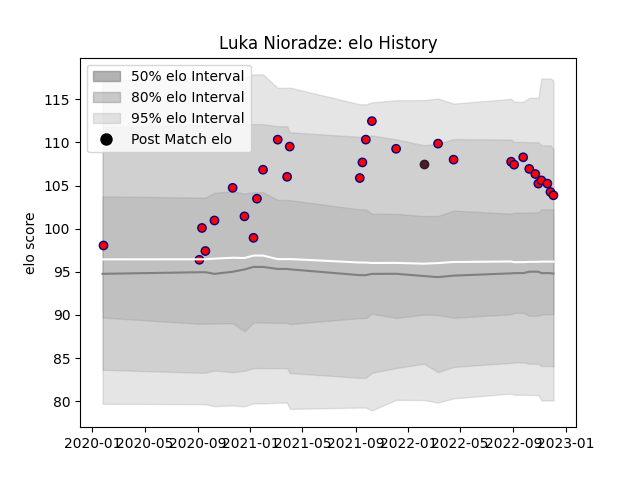 Luka Nioradze: elo History
50% elo Interval
80% elo Interval
95% elo Interval
Post Match elo
elo score
115
110
105
100
95
90
85
80
2020-01 2020-05 2020-09 2021-01 2021-05 2021-09 2022-01 2022-05 2022-09 2023-01